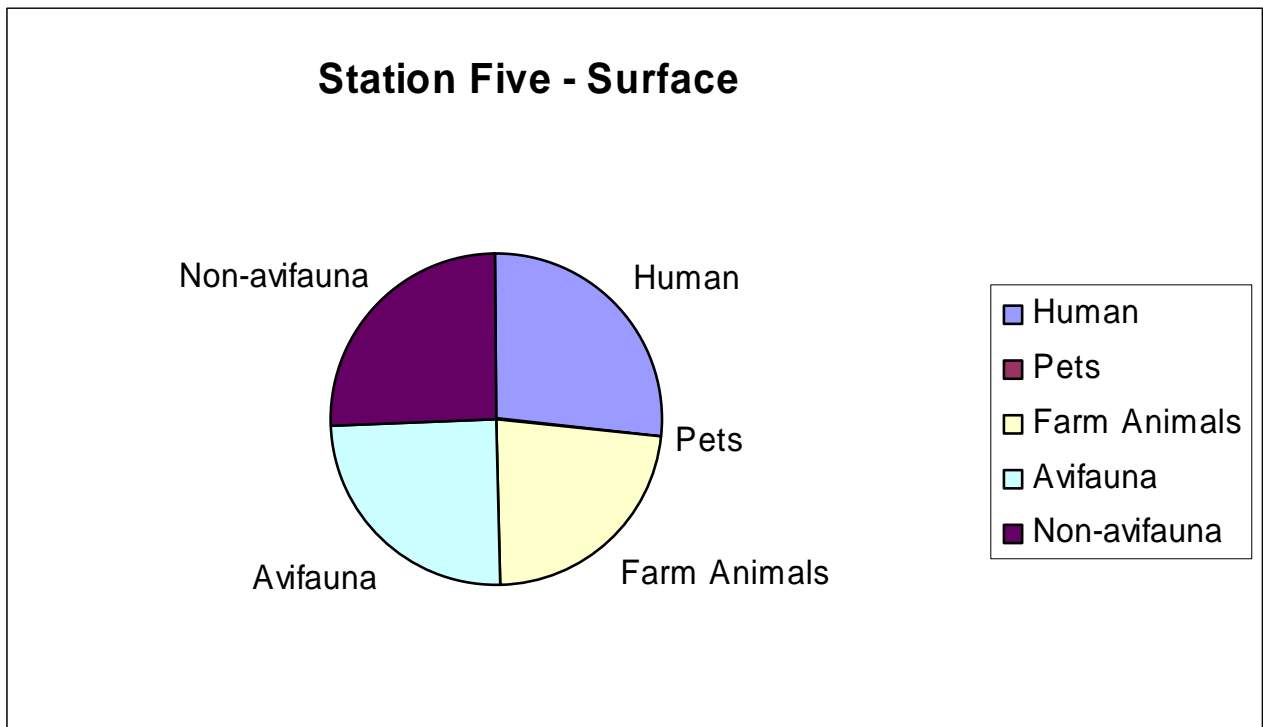 Station Five - Surface
Non-avifauna
Human
Pets
Farm Animals
Avifauna
Human
Pets
Farm Animals
Avifauna
Non-avifauna